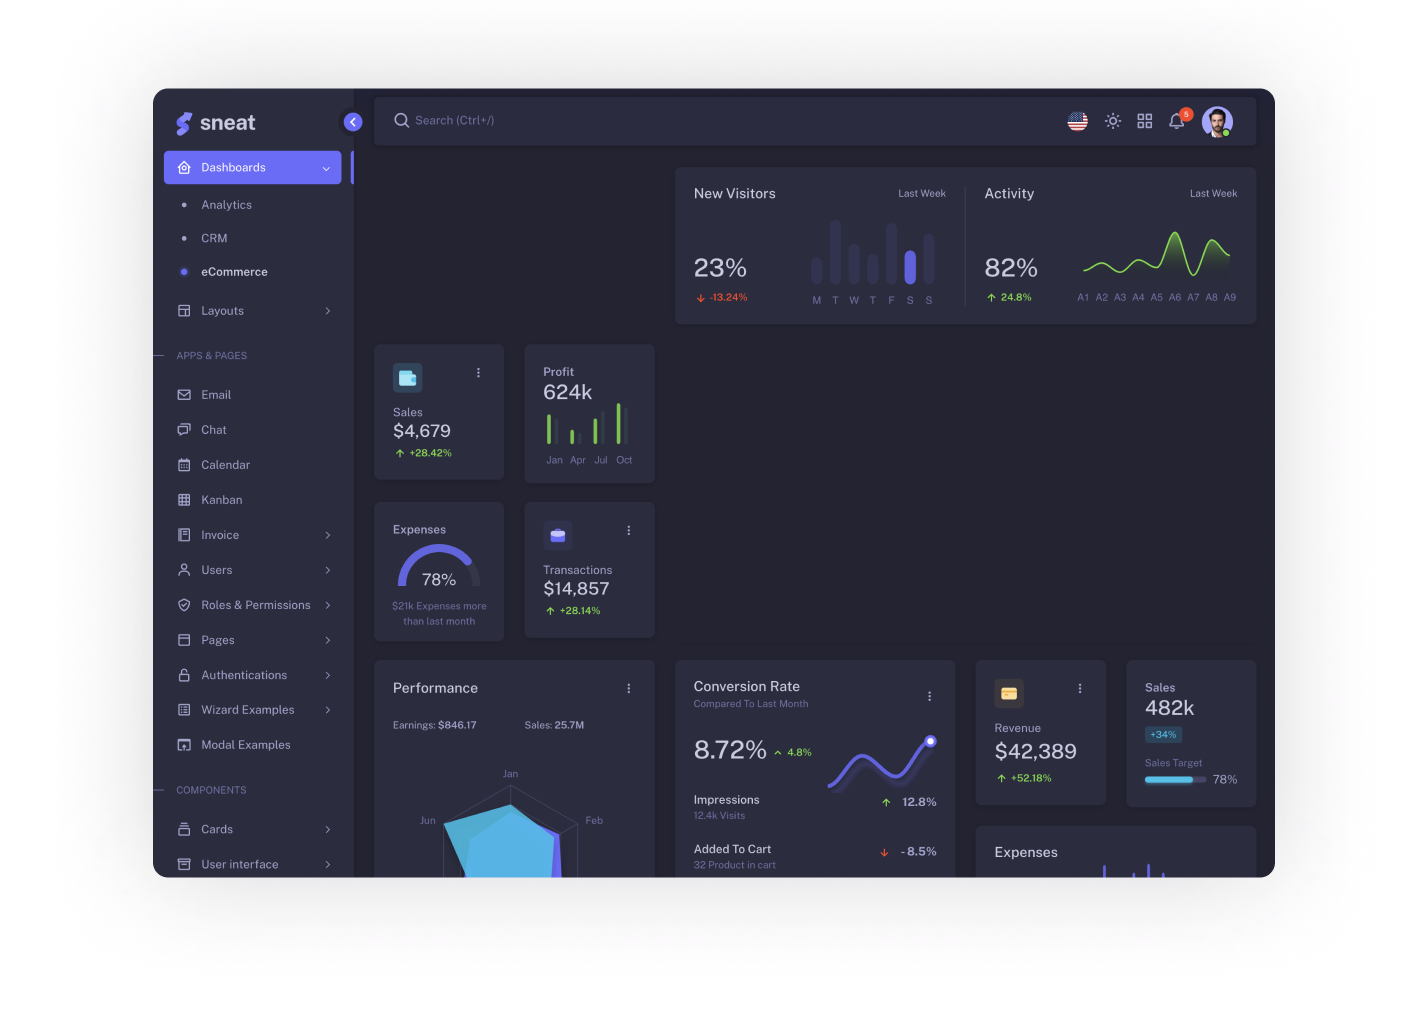 sneat
Dashboards
Analytics
CRM
eCommerce
Layouts
APPS & PAGES
Email
Chat
Calendar
Kanban
Invoice
Users
Roles & Permissions
Pages
Authentications
Wizard Examples
Modal Examples
COMPONENTS
Cards
User interface
Search (Ctrl+/)
5
New Visitors Last Week
23%
-13.24%
M T W T F S S
Activity Last Week
82%
24.8%
A1 A2 A3 A4 A5 A6 A7 A8 A9
Sales
$4,679
+28.42%
Profit
624k
Jan Apr Jul Oct
Expenses
78%
$21k Expenses more
than last month
Transactions
$14,857
+28.14%
Performance
Earnings: $846.17 Sales: 25.7M
Jan
Jun Feb
Conversion Rate
Compared To Last Month
8.72% 4.8%
Impressions 12.8%
12.4k Visits
Added To Cart - 8.5%
32 Product in cart
Revenue
$42,389
+52.18%
Sales
482k
+34%
Sales Target
78%
Expenses